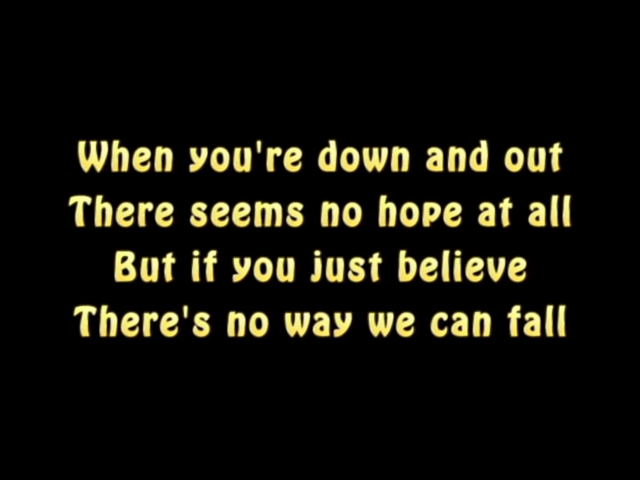 When you're down and out
There seems no hope at all
But if you just believe
There's no way we can fall